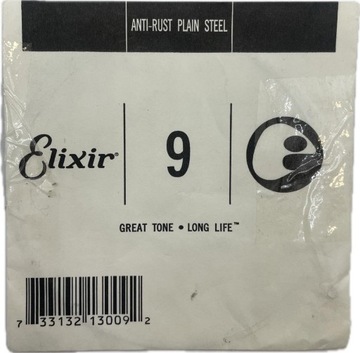 ANTI-RUST PLAIN STEEL
Elixir®
9
GREAT TONE • LONG LIFE™
7 33132 13009 2